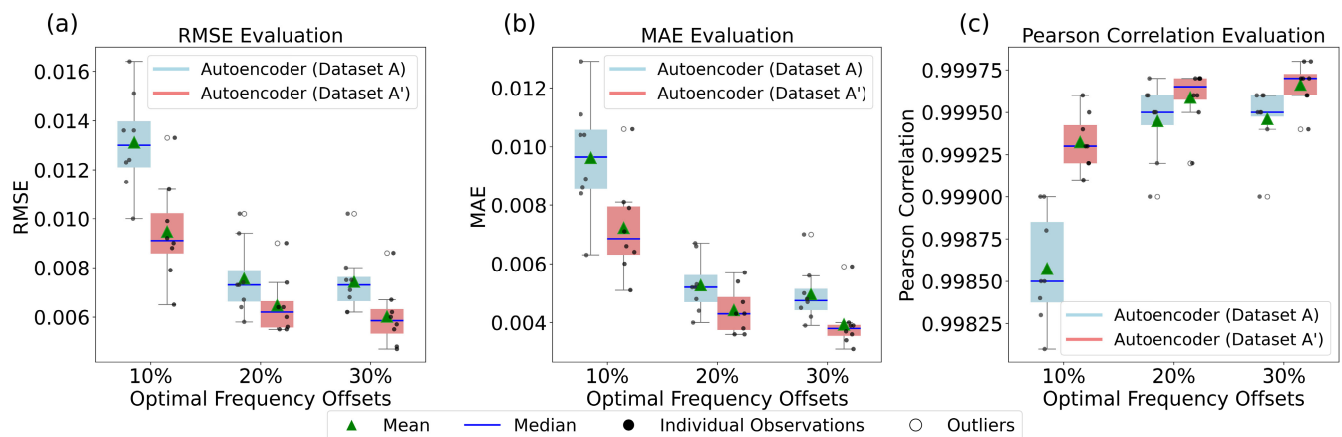 (a)
RMSE Evaluation
Autoencoder (Dataset A)
Autoencoder (Dataset A')
RMSE
0.016
0.014
0.012
0.010
0.008
0.006
10%
20%
30%
Optimal Frequency Offsets
(b)
MAE Evaluation
Autoencoder (Dataset A)
Autoencoder (Dataset A')
MAE
0.012
0.010
0.008
0.006
0.004
10%
20%
30%
Optimal Frequency Offsets
(c)
Pearson Correlation Evaluation
Pearson Correlation
0.99975
0.99950
0.99925
0.99900
0.99875
0.99850
0.99825
Autoencoder (Dataset A)
Autoencoder (Dataset A')
10%
20%
30%
Optimal Frequency Offsets
Mean
Median
Individual Observations
Outliers